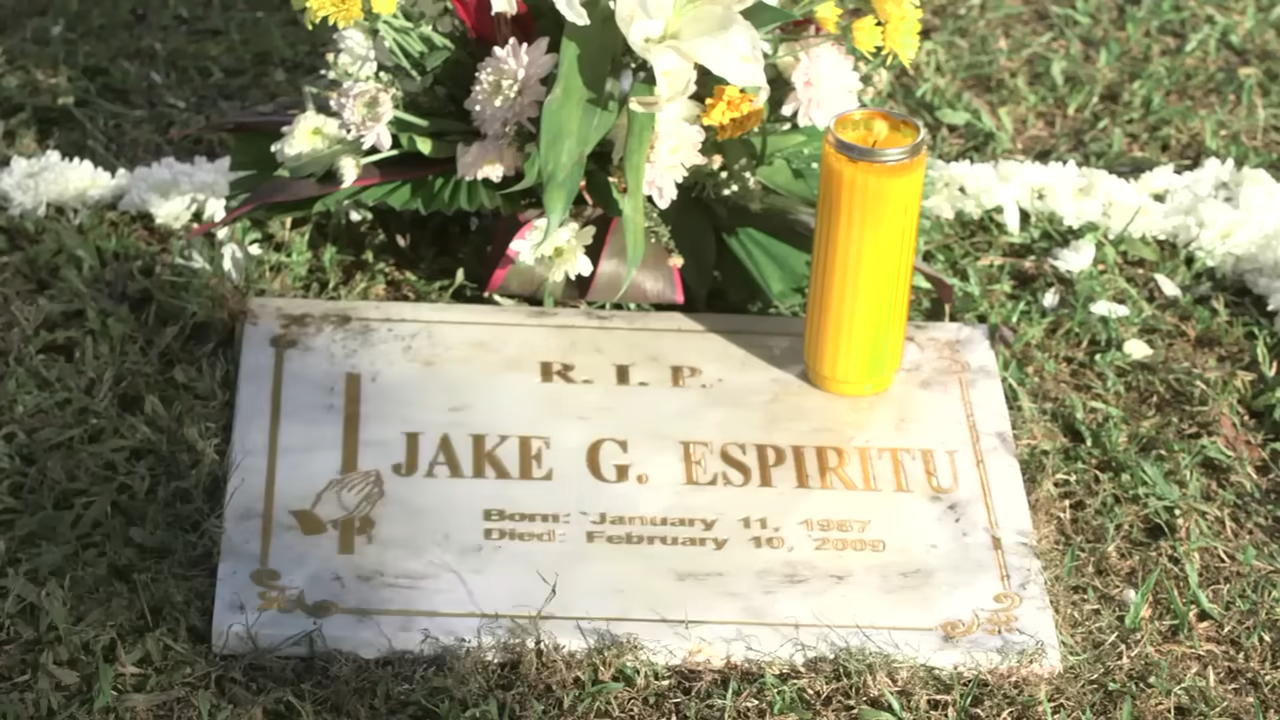 R. I. P.
JAKE G. ESPIRITU
Born: January 11, 1987
Died: February 10, 2009